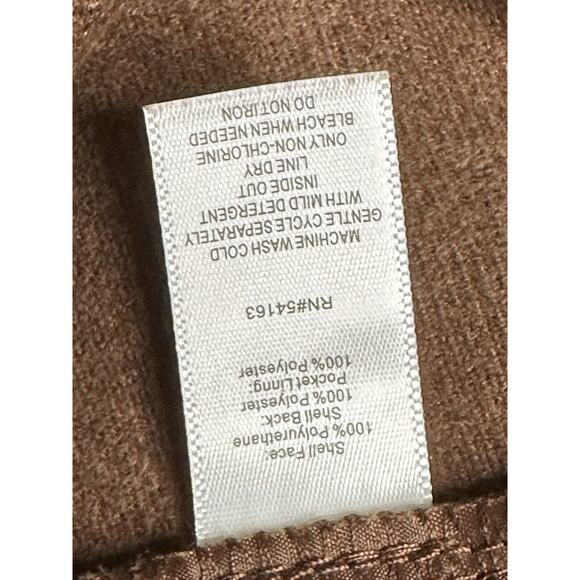 Shell Face:
100% Polyurethane
Shell Back:
100% Polyester
Pocket Linng:
100% Polyester
RN#54163
MACHINE WASH COLD
GENTLE CYCLE SEPARATELY
WITH MILD DETERGENT
INSIDE OUT
LINE DRY
ONLY NON-CHLORINE
BLEACH WHEN NEEDED
DO NOT IRON